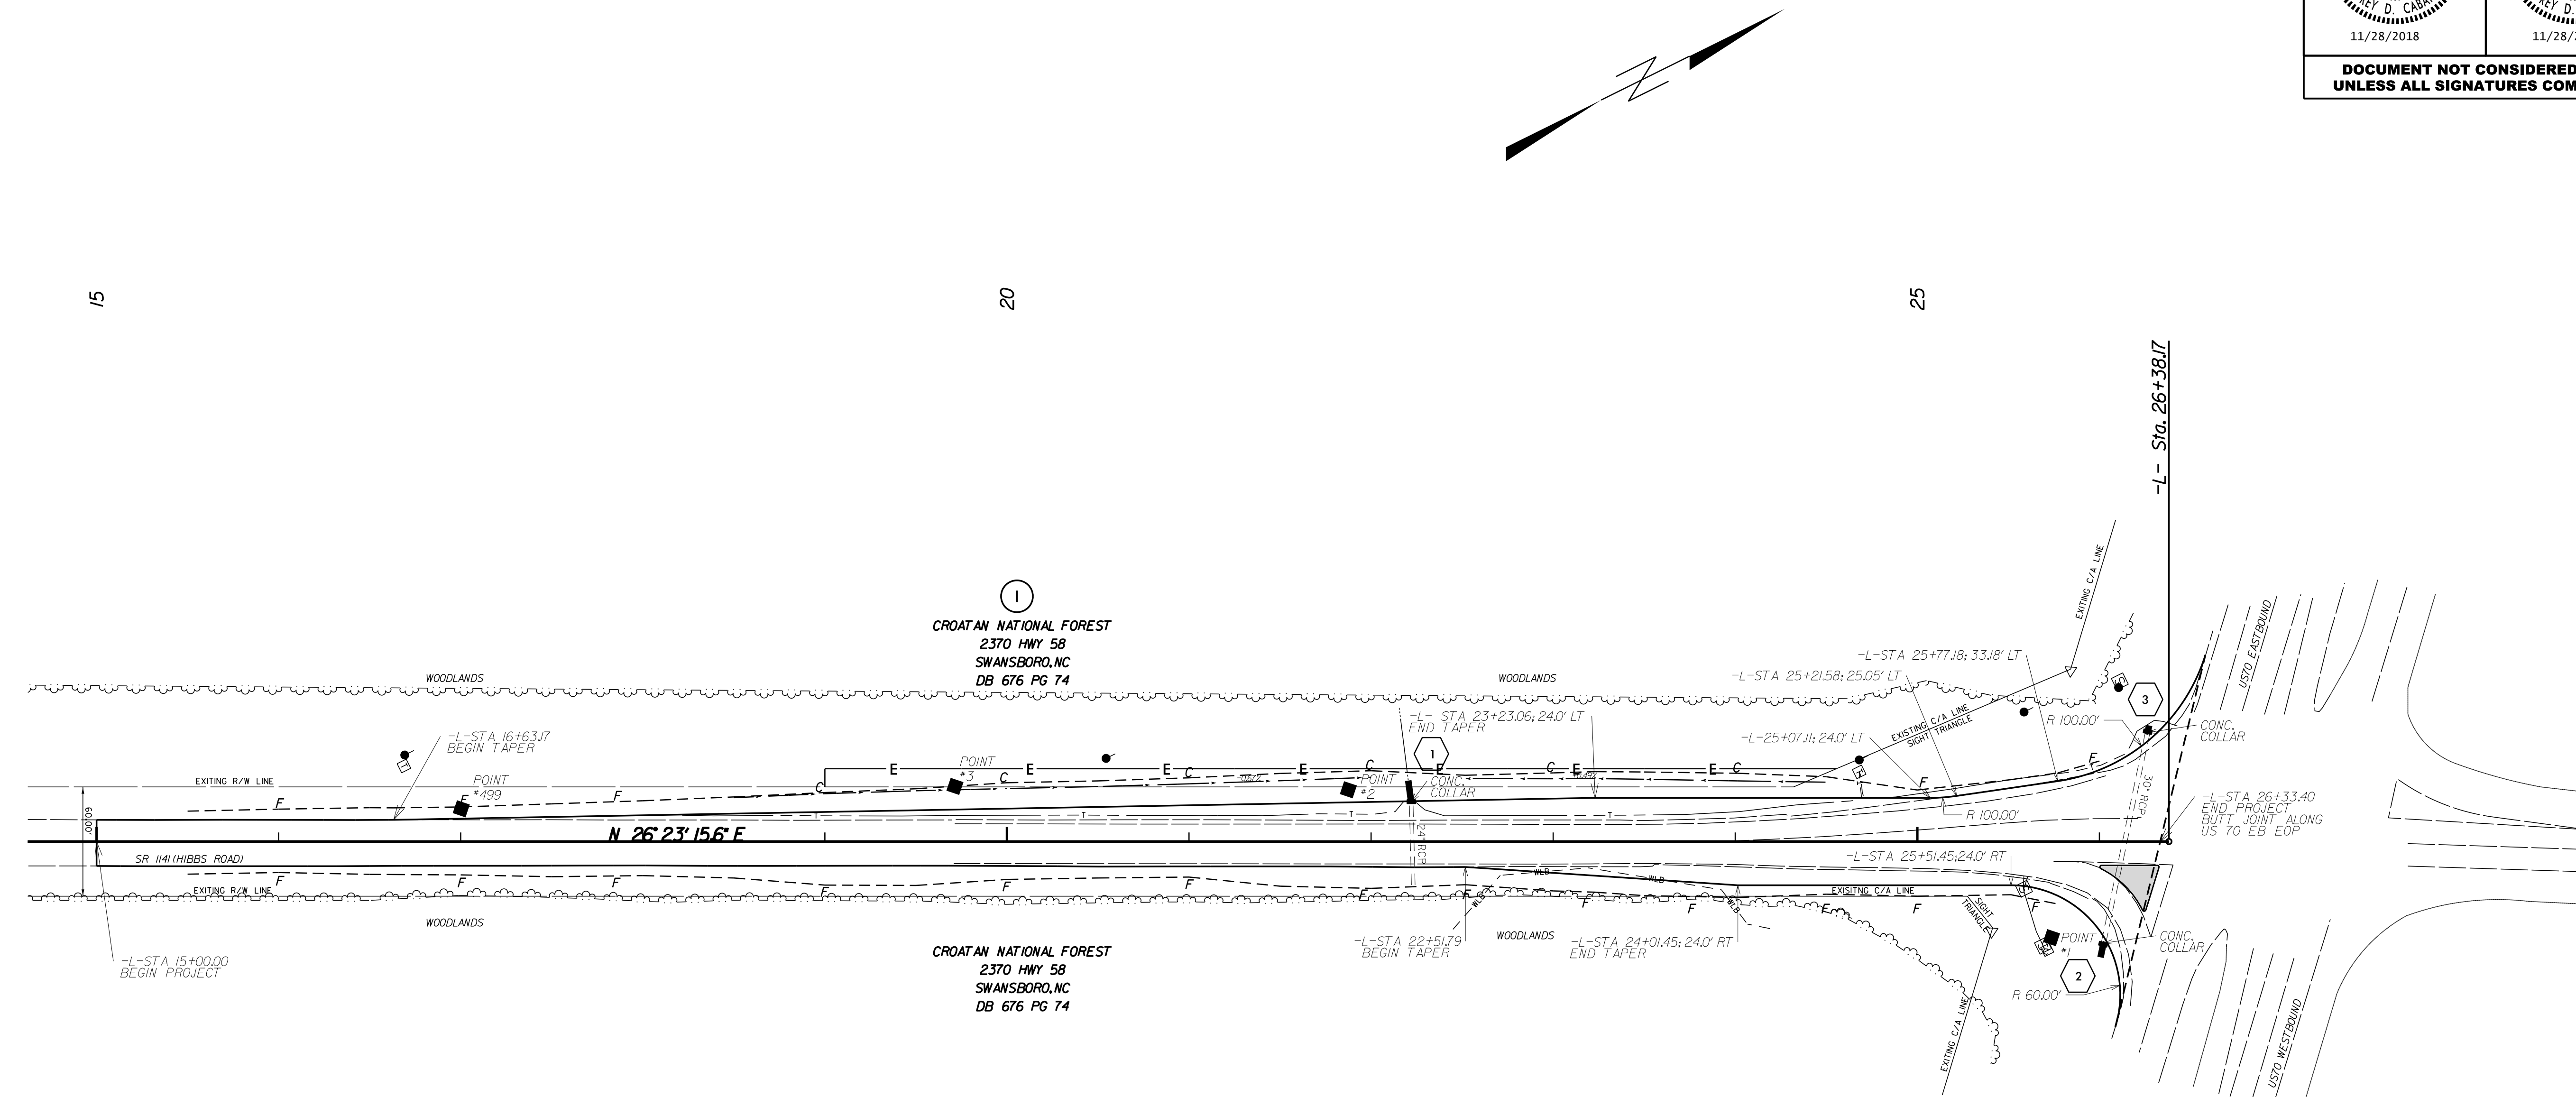 11/28/2018
DOCUMENT NOT CONSIDERED
UNLESS ALL SIGNATURES COM
15
20
25
-L- Sta. 26+38.17
1
CROATAN NATIONAL FOREST
2370 HWY 58
SWANSBORO, NC
DB 676 PG 74
WOODLANDS
WOODLANDS
EXITING C/A LINE
US70 EASTBOUND
-L-STA 25+77.18; 33.18' LT
-L-STA 25+21.58; 25.05' LT
-L-25+07.11; 24.0' LT
-L- STA 23+23.06; 24.0' LT
END TAPER
EXISTING C/A LINE
SIGHT TRIANGLE
1
3
R 100.00'
CONC.
COLLAR
-L-STA 16+63.17
BEGIN TAPER
EXITING R/W LINE
POINT
#499
POINT
#3
POINT
#2
CONC.
COLLAR
E E E E E E E
C C C C C C
F F F F F
T T T T
60.00'
N 26° 23' 15.6" E
24" RCP
30" RCP
R 100.00'
-L-STA 26+33.40
END PROJECT
BUTT JOINT ALONG
US 70 EB EOP
SR 1141 (HIBBS ROAD)
EXITING R/W LINE
F F F F F F F F F F F F
WLB WLB
WLB WLB
-L-STA 25+51.45; 24.0' RT
EXISITNG C/A LINE
SIGHT
TRIANGLE
WOODLANDS
WOODLANDS
-L-STA 15+00.00
BEGIN PROJECT
CROATAN NATIONAL FOREST
2370 HWY 58
SWANSBORO, NC
DB 676 PG 74
-L-STA 22+51.79
BEGIN TAPER
-L-STA 24+01.45; 24.0' RT
END TAPER
POINT
#1
2
R 60.00'
CONC.
COLLAR
EXITING C/A LINE
US70 WESTBOUND